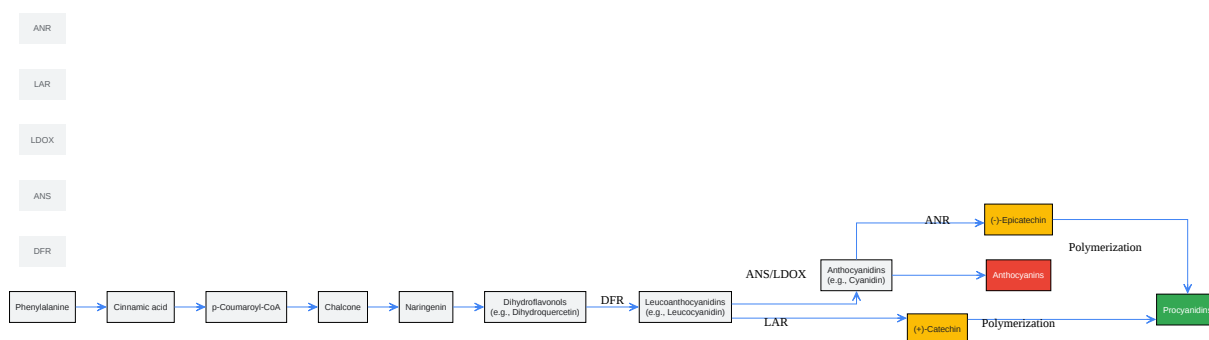 ANR
LAR
LDOX
ANS
DFR
ANR
(-)-Epicatechin
Polymerization
ANS/LDOX
Anthocyanidins
(e.g., Cyanidin)
Anthocyanins
Phenylalanine
Cinnamic acid
p-Coumaroyl-CoA
Chalcone
Naringenin
Dihydroflavonols
(e.g., Dihydroquercetin)
DFR
Leucoanthocyanidins
(e.g., Leucocyanidin)
LAR
(+)-Catechin
Polymerization
Procyanidins